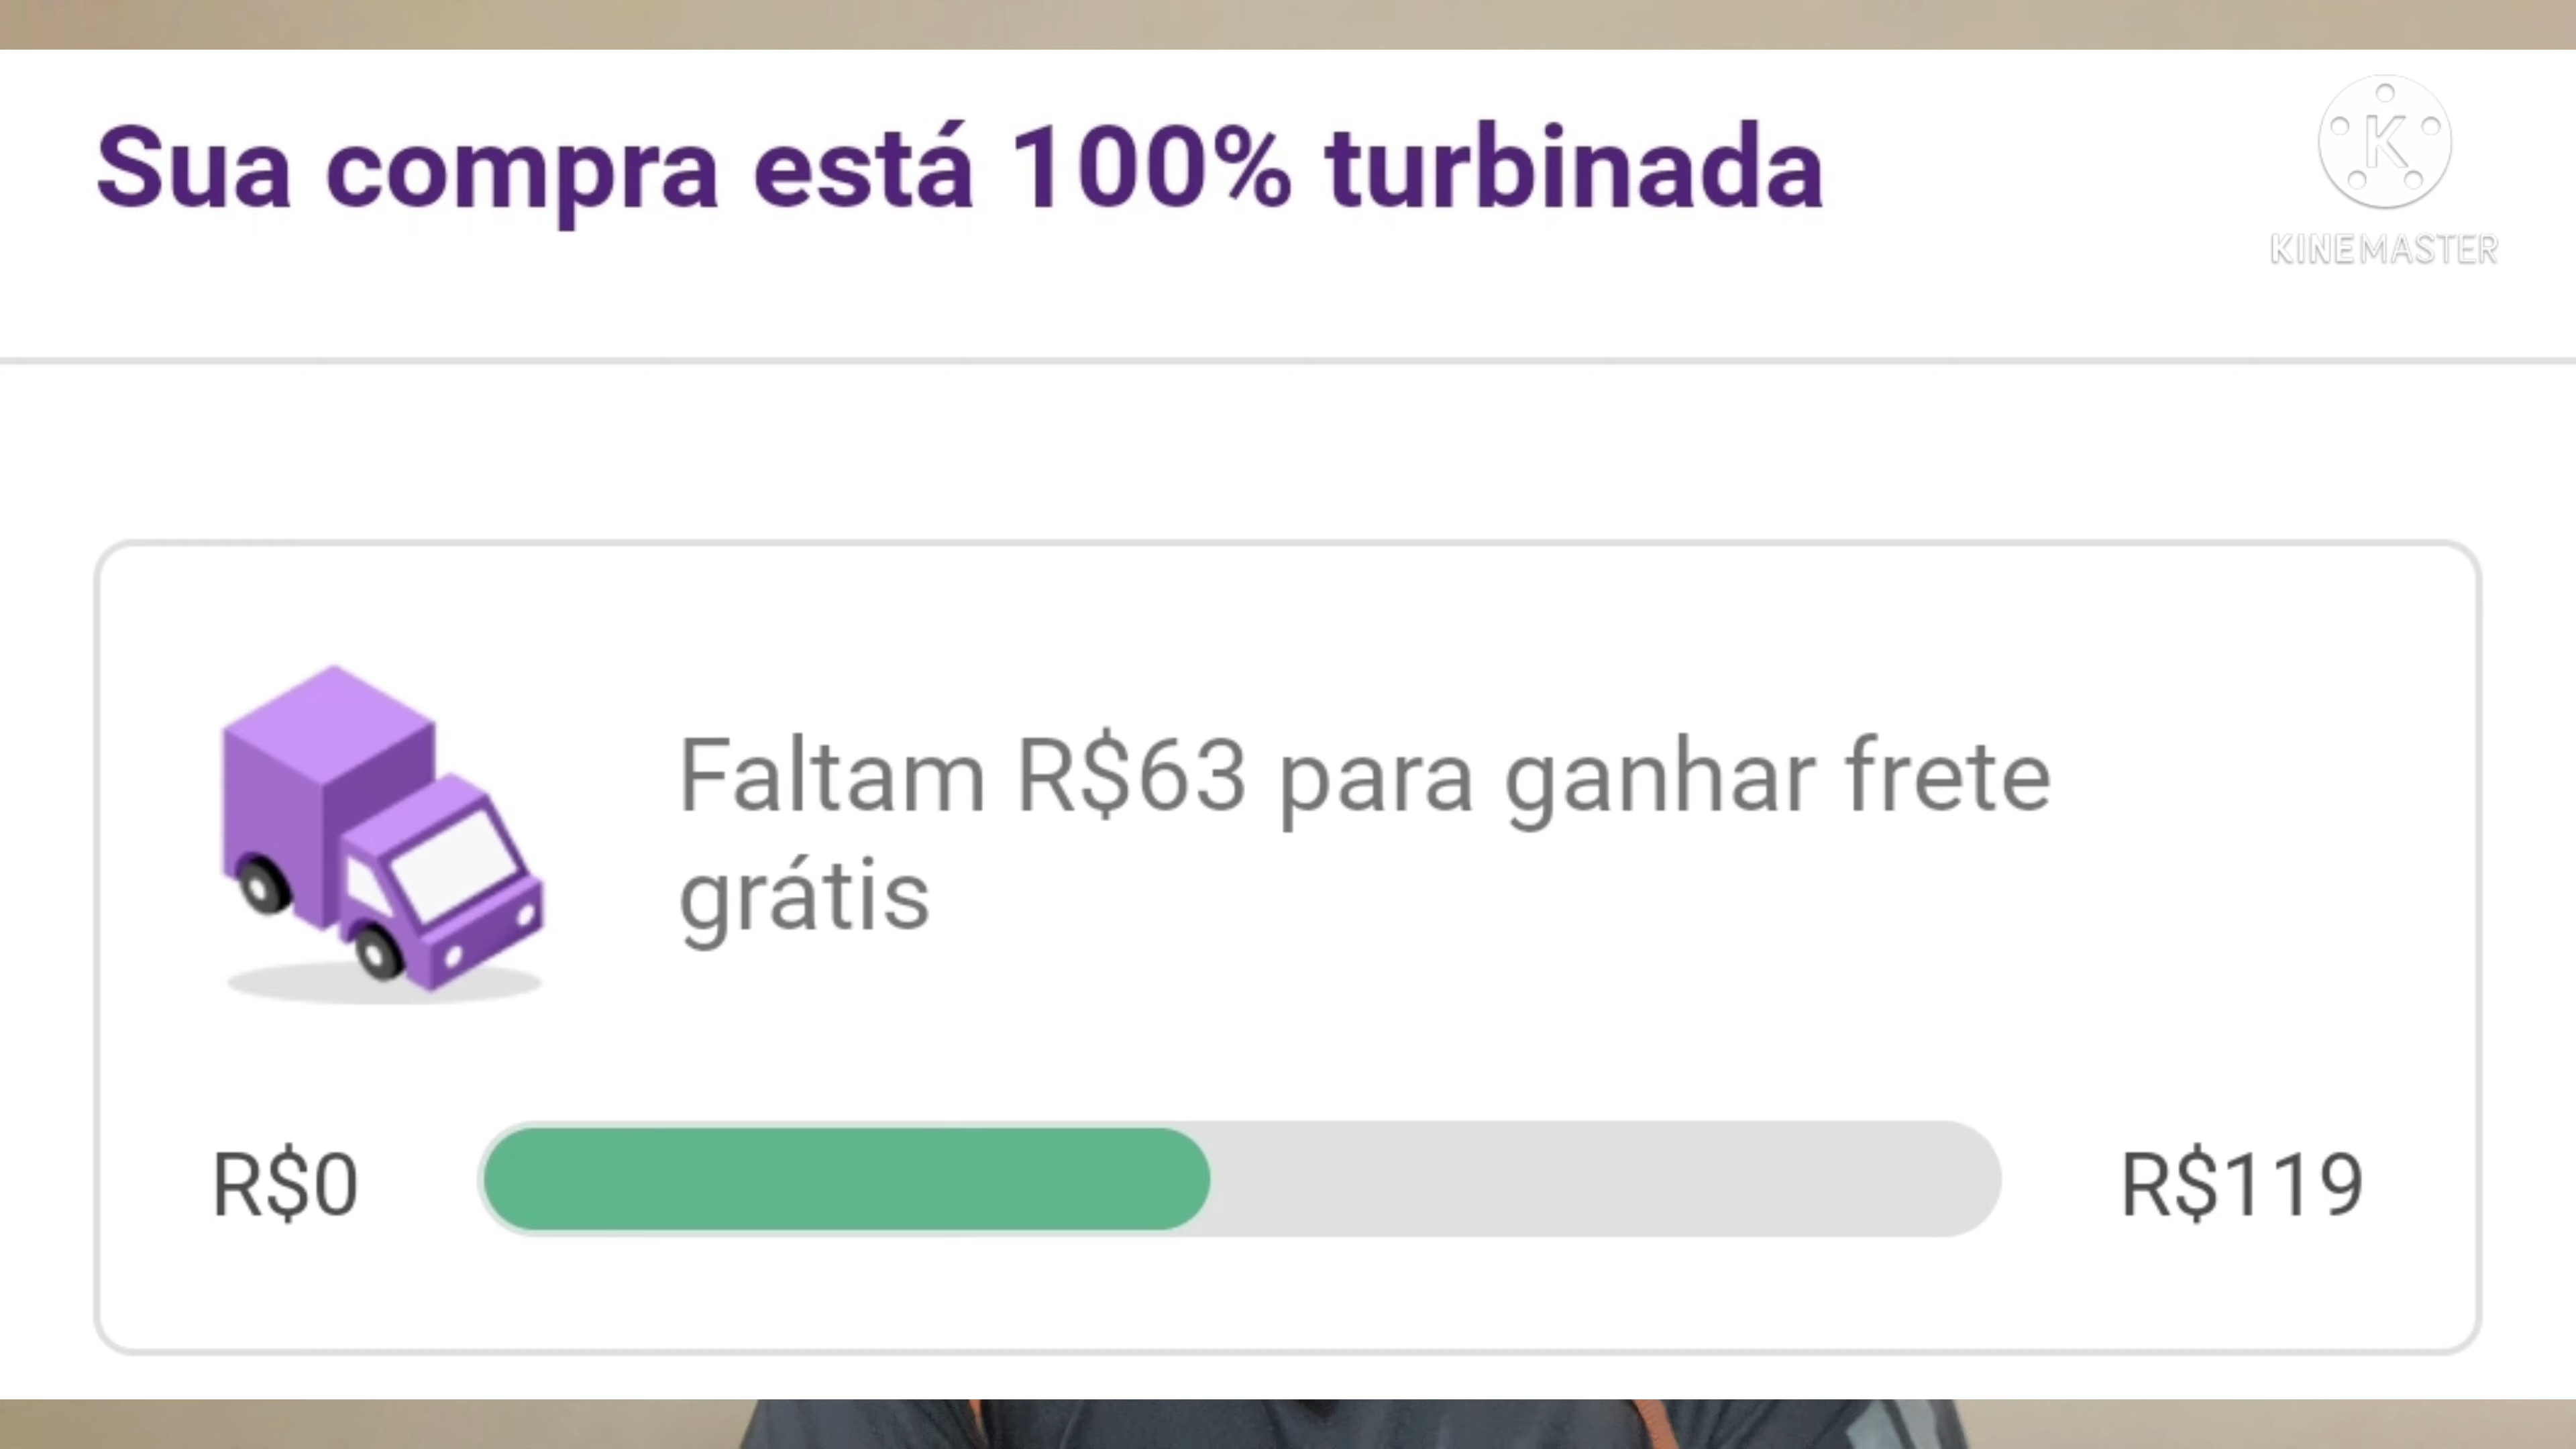 Sua compra está 100% turbinada
K
KINEMASTER
Faltam R$63 para ganhar frete
grátis
R$0
R$119